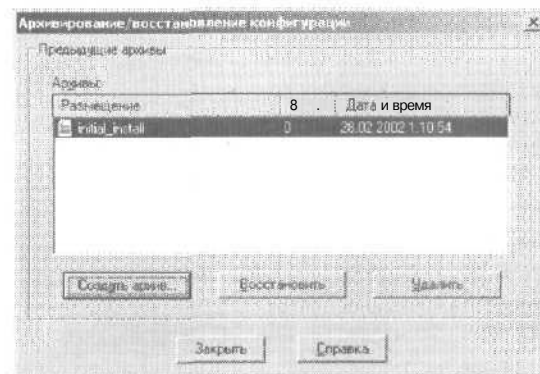 Архивирование/восстановление конфигурации
Предыдущие архивы
Архивы:
Размещение 8 . Дата и время
initial_install 0 28.02.2002 1:10:54
Создать архив... Восстановить Удалить
Закрыть Справка